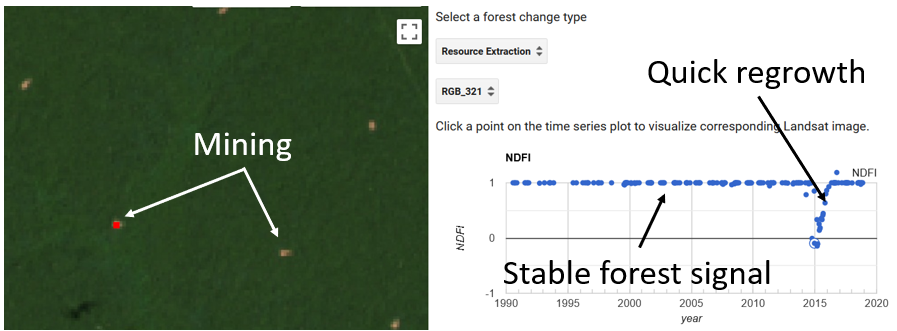 Mining
Select a forest change type
Resource Extraction
RGB_321
Quick regrowth
Click a point on the time series plot to visualize corresponding Landsat image.
NDFI
NDFI
1
0
-1
NDFI
Stable forest signal
1990
1995
2000
2005
2010
2015
2020
year